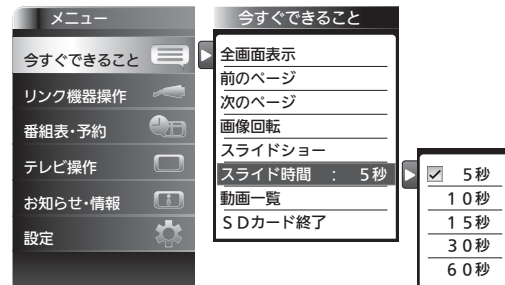 メニュー
今すぐできること
リンク機器操作
番組表･予約
テレビ操作
お知らせ･情報
設定
今すぐできること
全画面表示
前のページ
次のページ
画像回転
スライドショー
スライド時間 : 5秒
動画一覧
SDカード終了
5秒
10秒
15秒
30秒
60秒